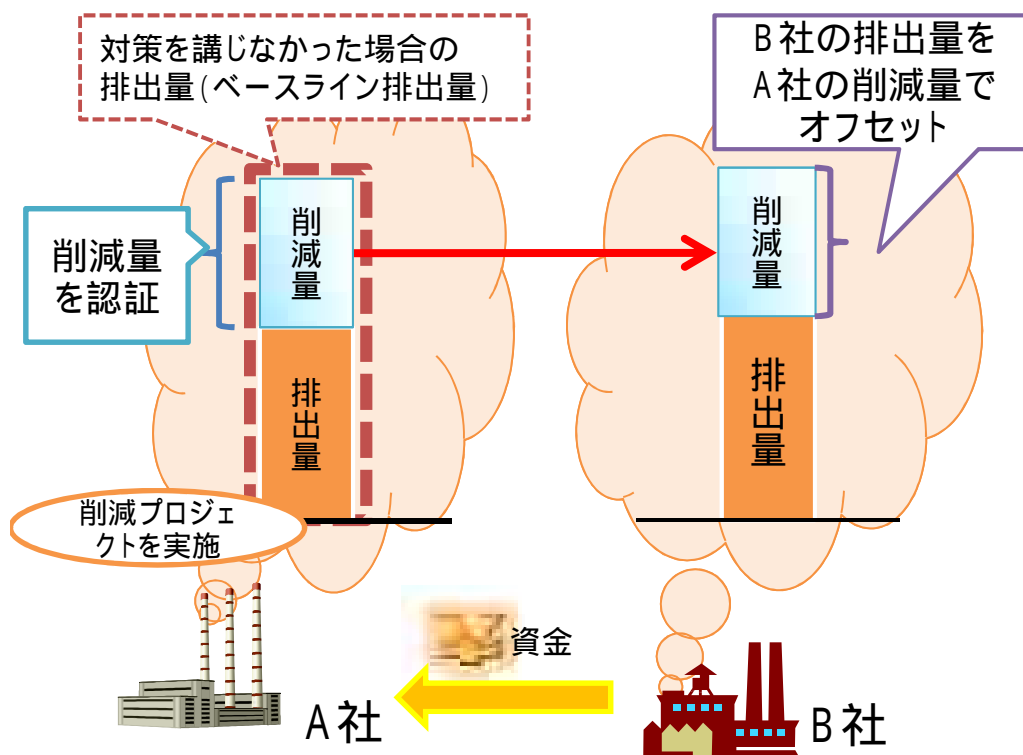 対策を講じなかった場合の
排出量(ベースライン排出量)
B社の排出量を
A社の削減量で
オフセット
削減量
を認証
削減量
削減量
排出量
排出量
削減プロジェ
クトを実施
資金
A社
B社